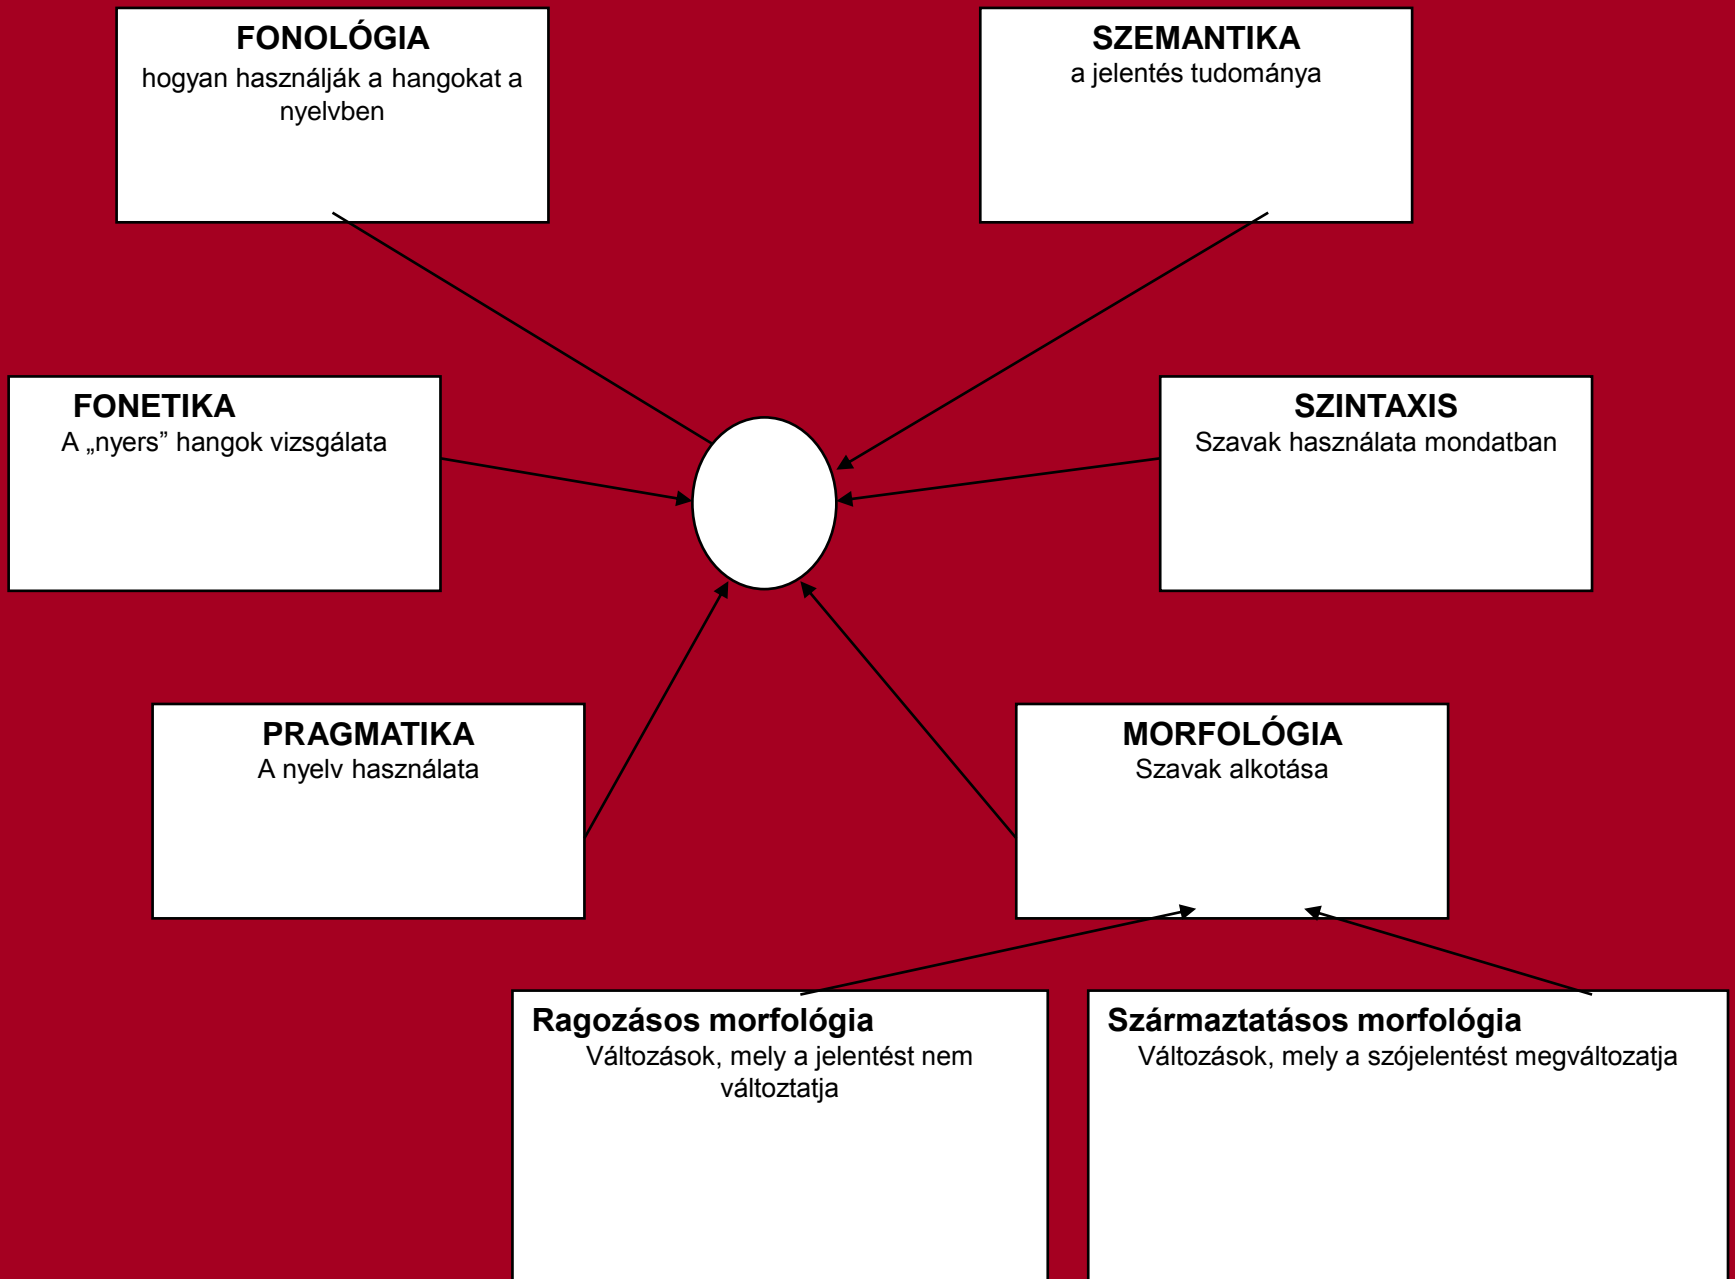 FONOLÓGIA
hogyan használják a hangokat a
nyelvben
SZEMANTIKA
a jelentés tudománya
FONETIKA
A „nyers” hangok vizsgálata
SZINTAXIS
Szavak használata mondatban
PRAGMATIKA
A nyelv használata
MORFOLÓGIA
Szavak alkotása
Ragozásos morfológia
Változások, mely a jelentést nem
változtatja
Származtatásos morfológia
Változások, mely a szójelentést megváltozatja